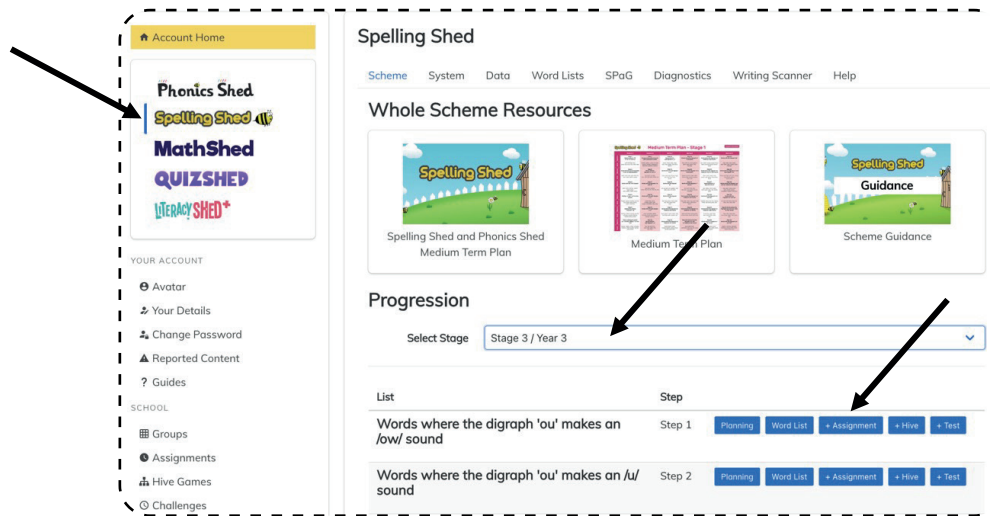 Account Home
Phonics Shed
Spelling Shed
MathShed
QUIZSHED
LITERACY SHED+
YOUR ACCOUNT
Avatar
Your Details
Change Password
Reported Content
? Guides
SCHOOL
Groups
Assignments
Hive Games
Challenges
Spelling Shed
Scheme System Data Word Lists SPaG Diagnostics Writing Scanner Help
Whole Scheme Resources
Spelling Shed
Spelling Shed and Phonics Shed
Medium Term Plan
Medium Term Plan - Stage 1
Medium Term Plan
Spelling Shed
Guidance
Scheme Guidance
Progression
Select Stage Stage 3 / Year 3
List Step
Words where the digraph 'ou' makes an
/ow/ sound
Step 1 Planning Word List + Assignment + Hive + Test
Words where the digraph 'ou' makes an /u/
sound
Step 2 Planning Word List + Assignment + Hive + Test